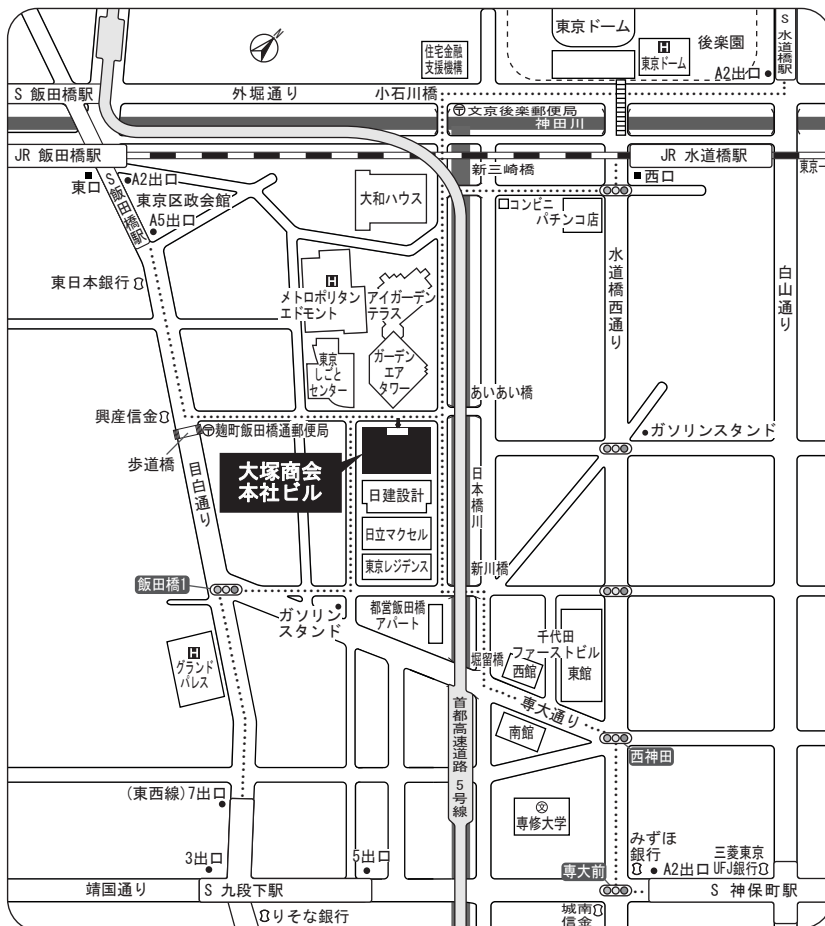 東京ドーム
後楽園
S 水道橋駅
住宅金融
支援機構
H
東京ドーム
A2出口
S 飯田橋駅
外堀通り
小石川橋
〒文京後楽郵便局
神田川
JR 飯田橋駅
JR 水道橋駅
東京一
東口
A2出口
S 飯田橋駅
東京区政会館
A5出口
大和ハウス
新三崎橋
西口
コンビニ
パチンコ店
水道橋西通り
白山通り
東日本銀行
H
メトロポリタン
エドモント
アイガーデン
テラス
東京
しごと
センター
ガーデン
エア
タワー
あいあい橋
興産信金
〒麹町飯田橋通郵便局
ガソリンスタンド
歩道橋
目白通り
大塚商会
本社ビル
日建設計
日本橋川
日立マクセル
東京レジデンス
新川橋
飯田橋1
ガソリン
スタンド
都営飯田橋
アパート
千代田
ファーストビル
西館
東館
堀留橋
H
グランド
パレス
専大通り
南館
首都高速道路 5号線
西神田
(東西線)7出口
文
専修大学
みずほ
銀行
三菱東京
UFJ銀行
3出口
5出口
専大前
A2出口
靖国通り
S 九段下駅
S 神保町駅
りそな銀行
城南
信金